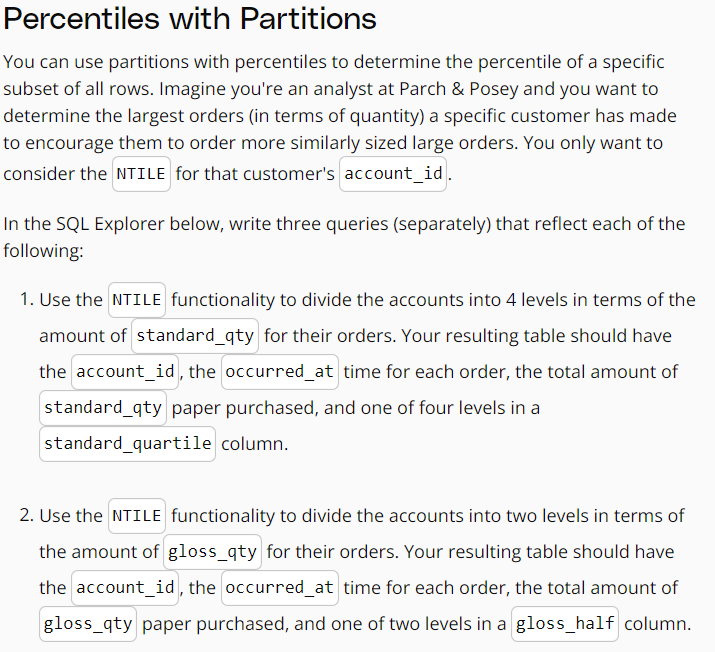 Percentiles with Partitions
You can use partitions with percentiles to determine the percentile of a specific
subset of all rows. Imagine you're an analyst at Parch & Posey and you want to
determine the largest orders (in terms of quantity) a specific customer has made
to encourage them to order more similarly sized large orders. You only want to
consider the NTILE for that customer's account_id.
In the SQL Explorer below, write three queries (separately) that reflect each of the
following:
1. Use the NTILE functionality to divide the accounts into 4 levels in terms of the
amount of standard_qty for their orders. Your resulting table should have
the account_id, the occurred_at time for each order, the total amount of
standard_qty paper purchased, and one of four levels in a
standard_quartile column.
2. Use the NTILE functionality to divide the accounts into two levels in terms of
the amount of gloss_qty for their orders. Your resulting table should have
the account_id, the occurred_at time for each order, the total amount of
gloss_qty paper purchased, and one of two levels in a gloss_half column.